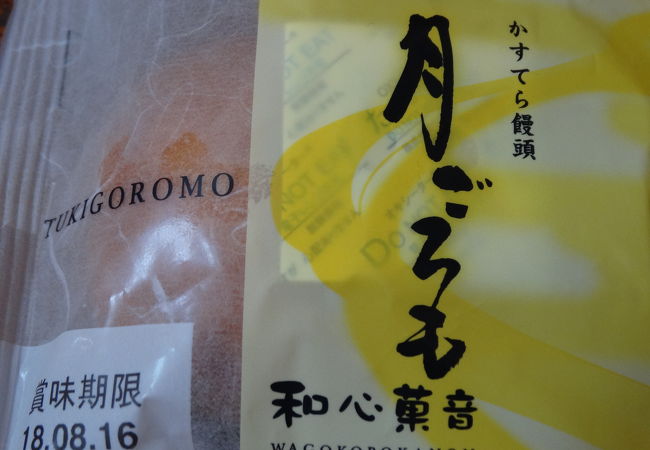 かすてら饅頭
月ごろも
TUKIGOROMO
和心菓音
賞味期限
18.08.16